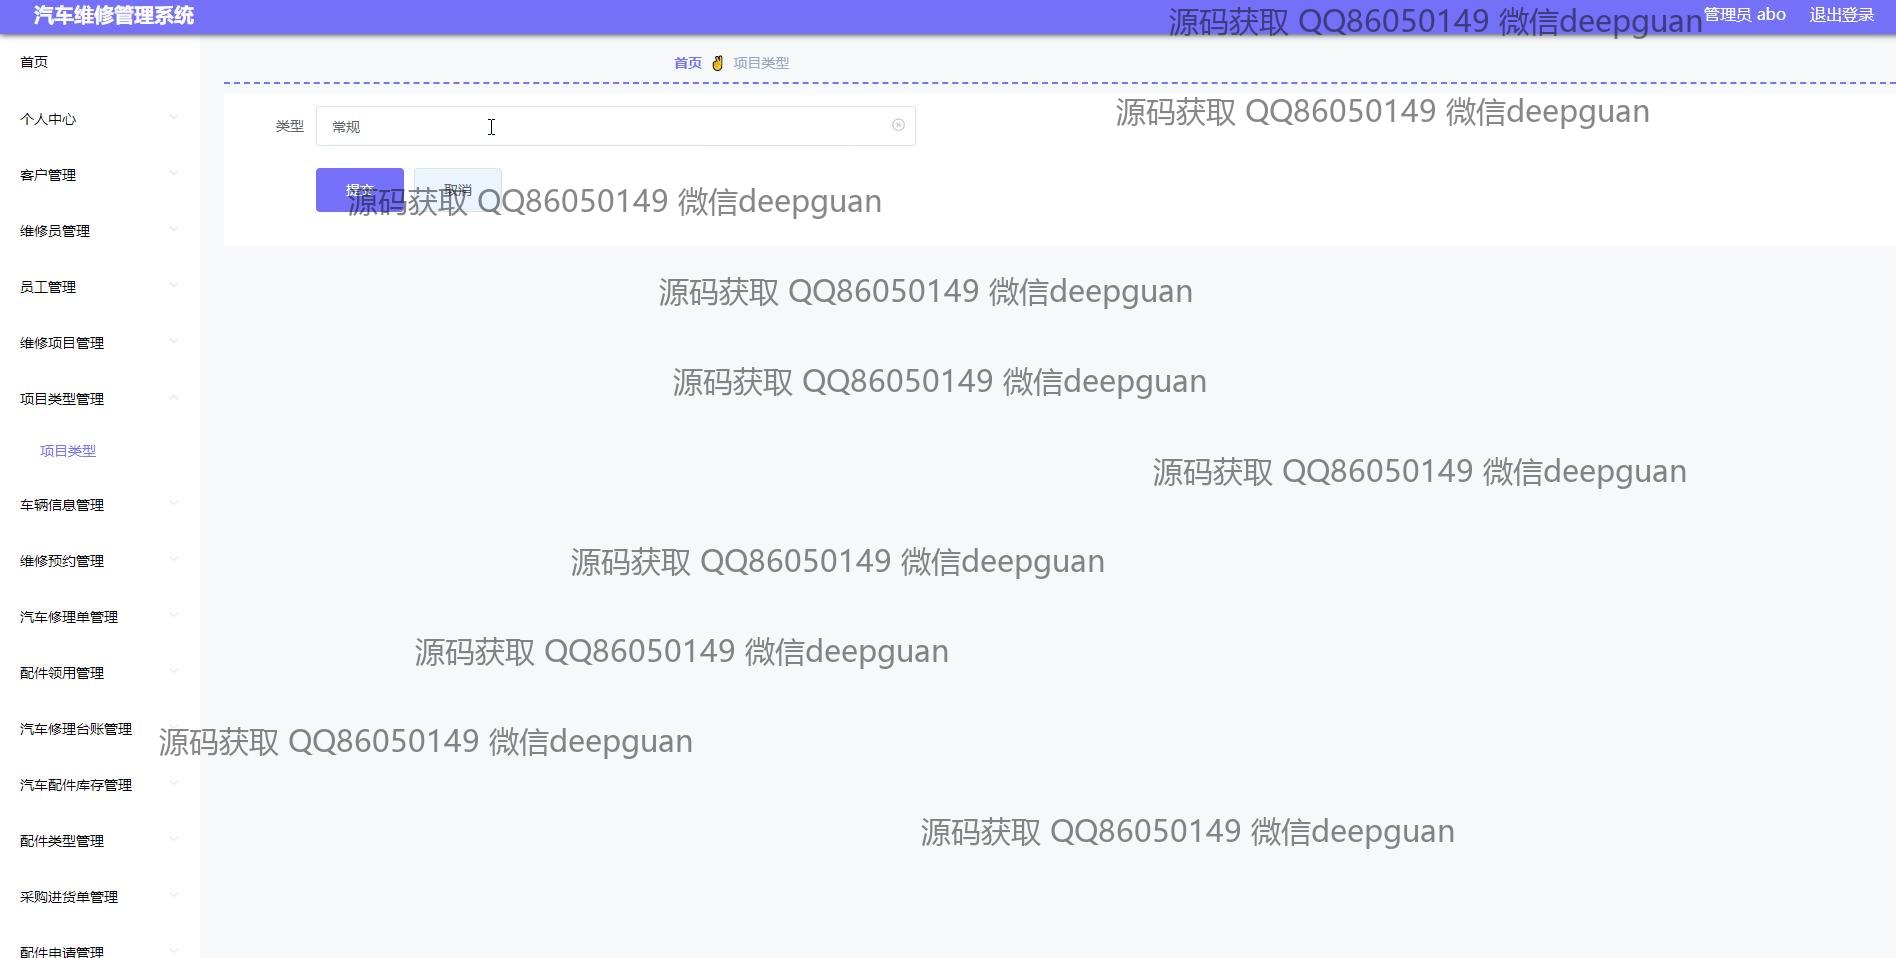 汽车维修管理系统
源码获取 QQ86050149 微信deepguan
管理员 abo
退出登录
首页
首页
项目类型
个人中心
类型
常规
源码获取 QQ86050149 微信deepguan
客户管理
提交
取消
源码获取 QQ86050149 微信deepguan
维修员管理
员工管理
源码获取 QQ86050149 微信deepguan
维修项目管理
源码获取 QQ86050149 微信deepguan
项目类型管理
项目类型
源码获取 QQ86050149 微信deepguan
车辆信息管理
维修预约管理
源码获取 QQ86050149 微信deepguan
汽车修理单管理
源码获取 QQ86050149 微信deepguan
配件领用管理
汽车修理台账管理
源码获取 QQ86050149 微信deepguan
汽车配件库存管理
配件类型管理
源码获取 QQ86050149 微信deepguan
采购进货单管理
配件申请管理